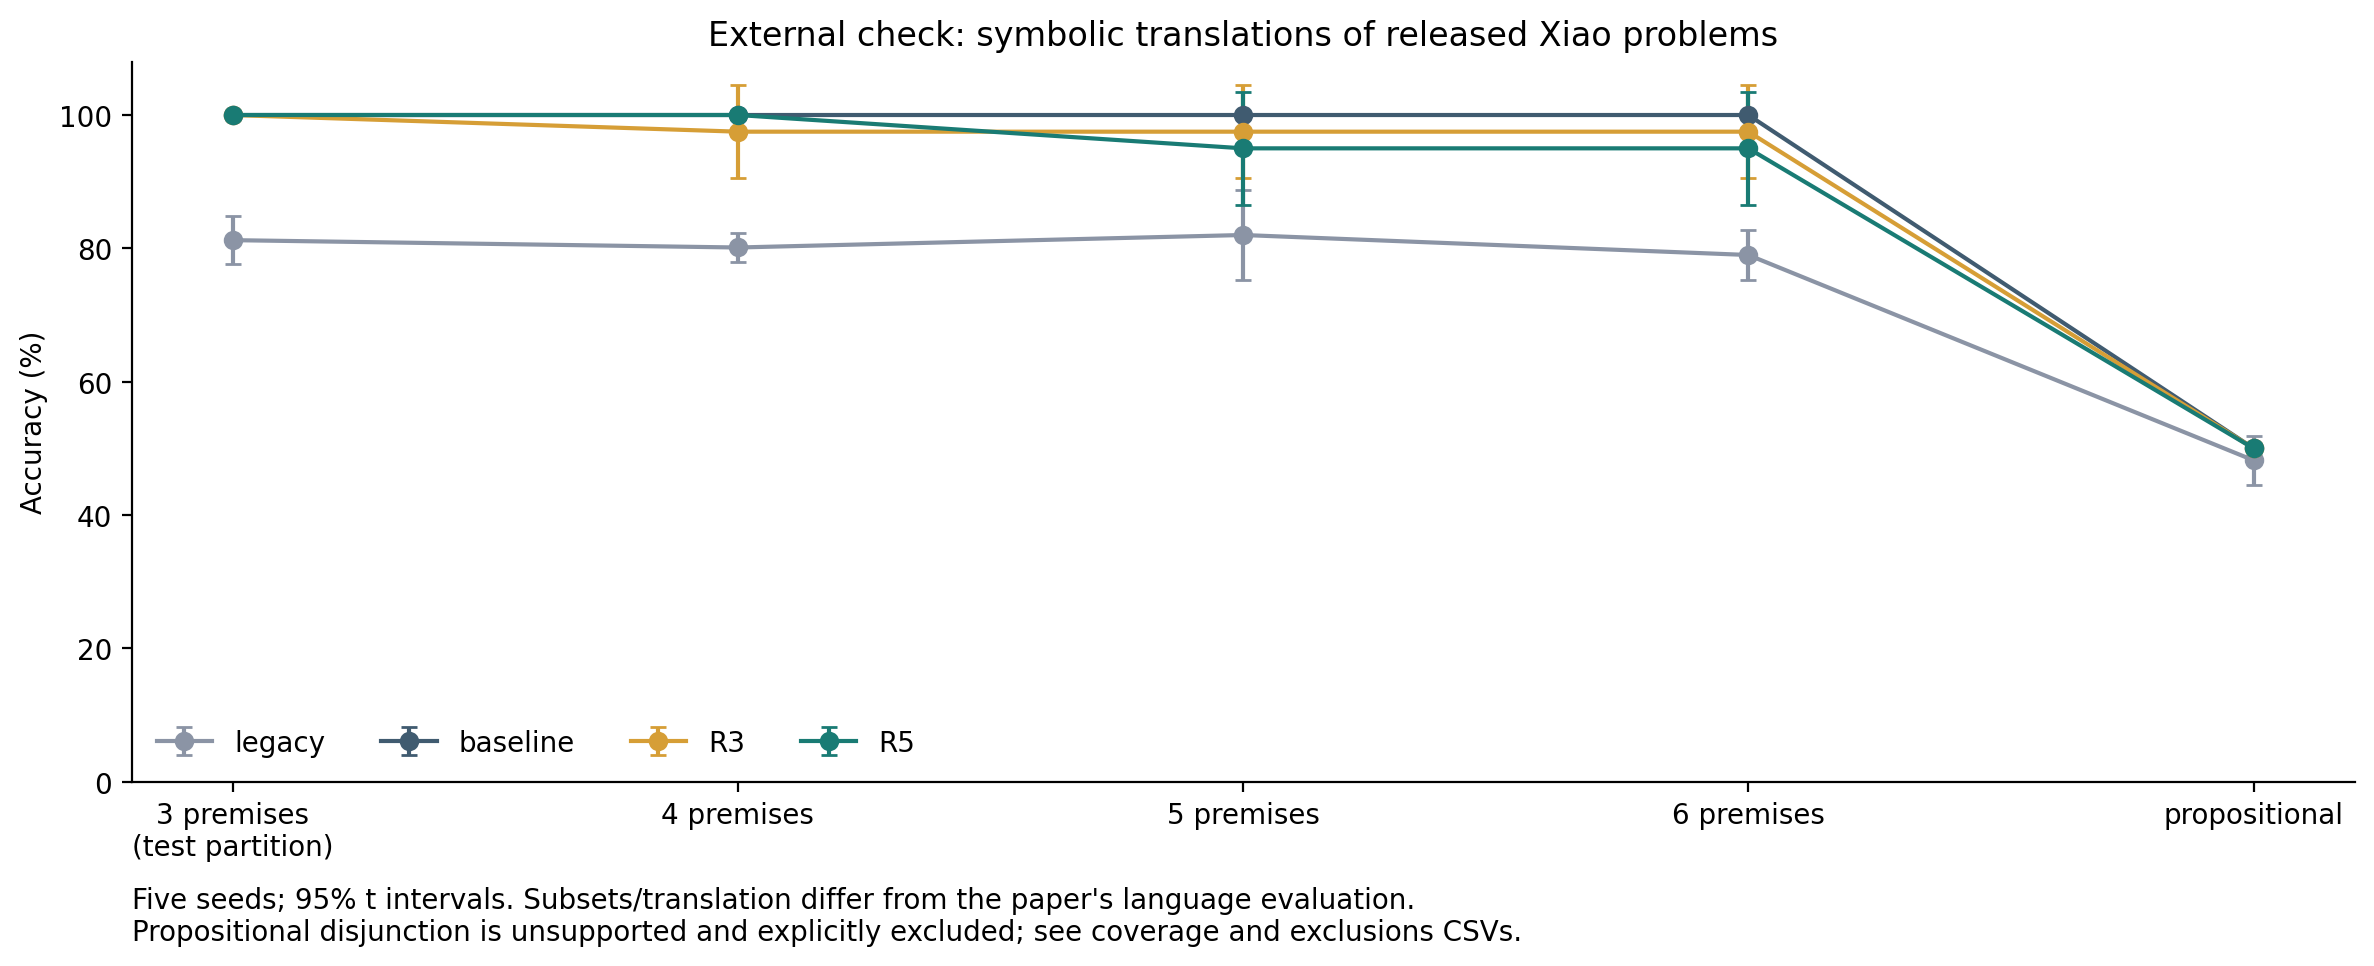 External check: symbolic translations of released Xiao problems
Accuracy (%)
100
80
60
40
20
0
legacy
baseline
R3
R5
3 premises
(test partition)
4 premises
5 premises
6 premises
propositional
Five seeds; 95% t intervals. Subsets/translation differ from the paper's language evaluation.
Propositional disjunction is unsupported and explicitly excluded; see coverage and exclusions CSVs.